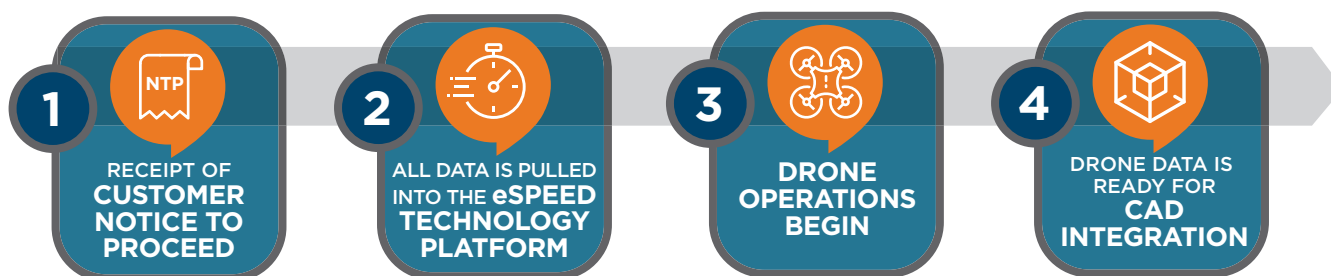 1
NTP
RECEIPT OF
CUSTOMER
NOTICE TO
PROCEED
2
ALL DATA IS PULLED
INTO THE eSPEED
TECHNOLOGY
PLATFORM
3
DRONE
OPERATIONS
BEGIN
4
DRONE DATA IS
READY FOR
CAD
INTEGRATION